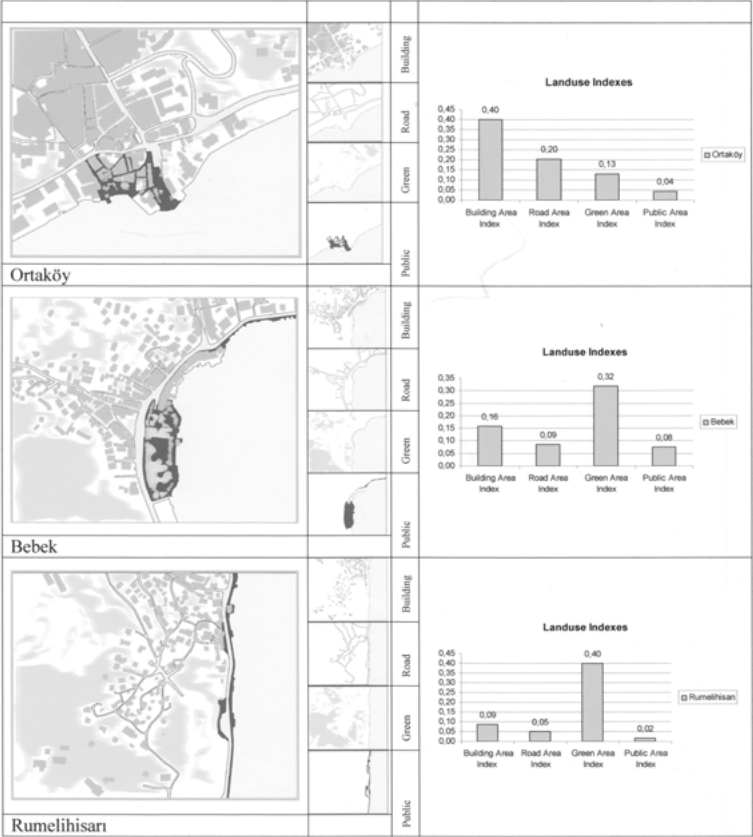 Building
Road
Green
Public
Landuse Indexes
0,45
0,40
0,35
0,30
0,25
0,20
0,15
0,10
0,05
0,00
0,40
0,20
0,13
0,04
Building Area Index
Road Area Index
Green Area Index
Public Area Index
Ortaköy
Ortaköy
Building
Road
Green
Public
Landuse Indexes
0,35
0,30
0,25
0,20
0,15
0,10
0,05
0,00
0,16
0,09
0,32
0,08
Building Area Index
Road Area Index
Green Area Index
Public Area Index
Bebek
Bebek
Building
Road
Green
Public
Landuse Indexes
0,45
0,40
0,35
0,30
0,25
0,20
0,15
0,10
0,05
0,00
0,09
0,05
0,40
0,02
Building Area Index
Road Area Index
Green Area Index
Public Area Index
Rumelihisarı
Rumelihisarı